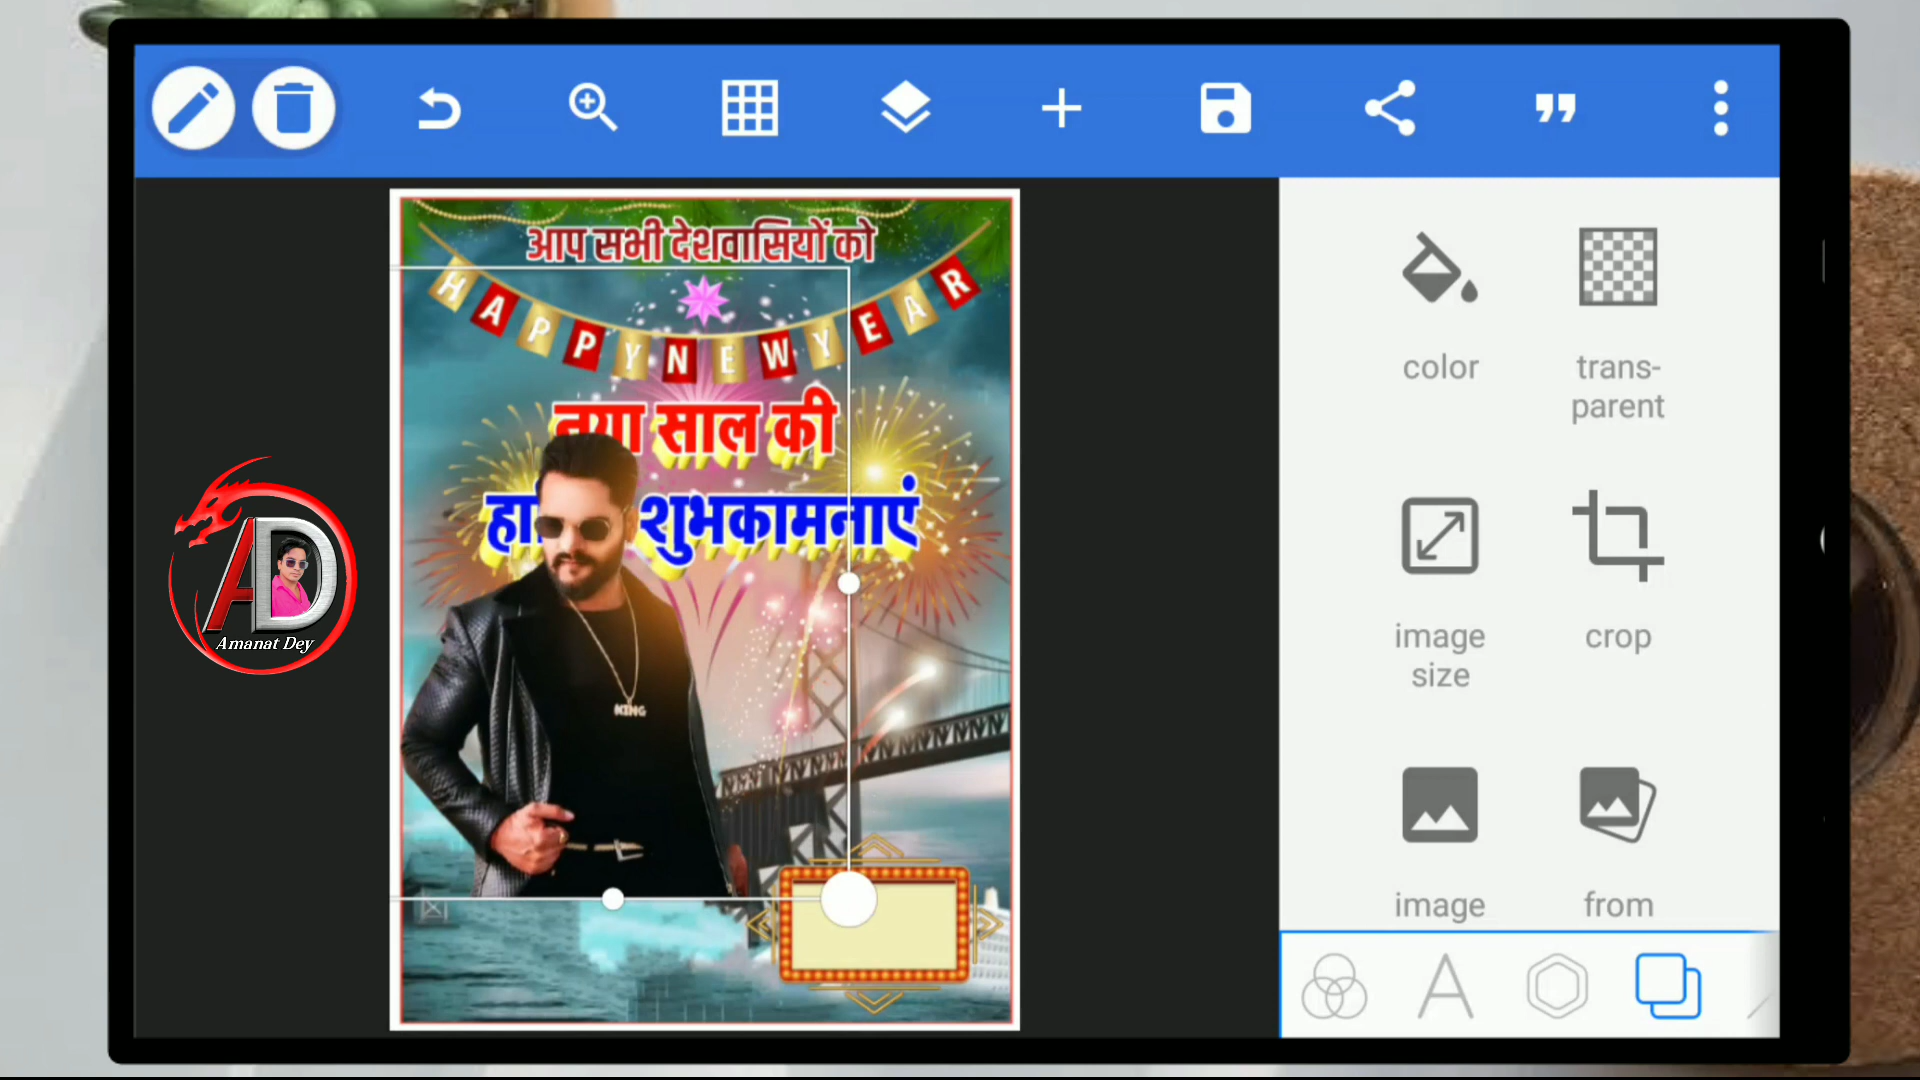 आप सभी देशवासियों को
HAPPY NEW YEAR
नया साल की
शुभकामनाएं
KING
AD
Amanat Dey
color
trans-
parent
image
size
crop
image
from
A